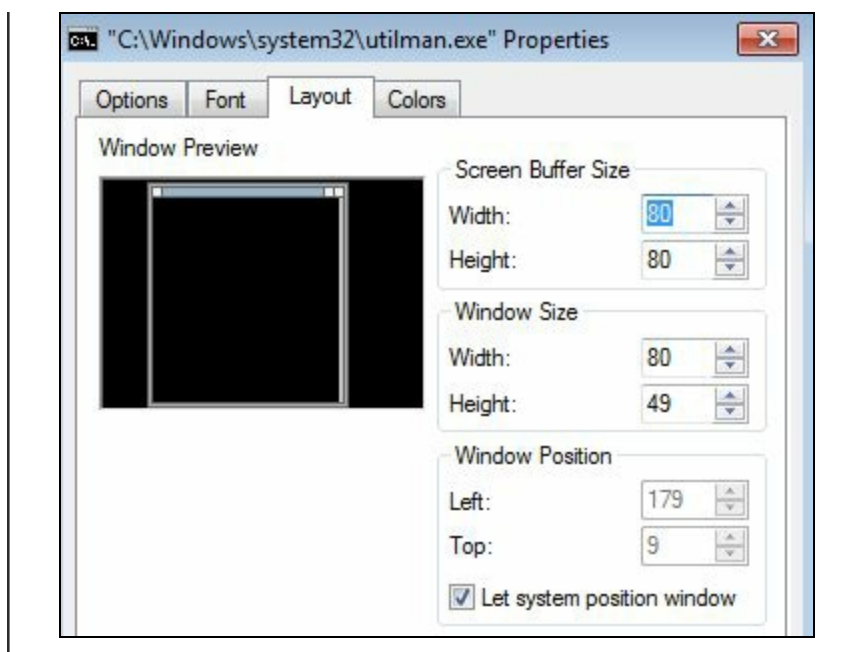 C:\. "C:\Windows\system32\utilman.exe" Properties
Options Font Layout Colors
Window Preview
Screen Buffer Size
Width: 80
Height: 80
Window Size
Width: 80
Height: 49
Window Position
Left: 179
Top: 9
Let system position window